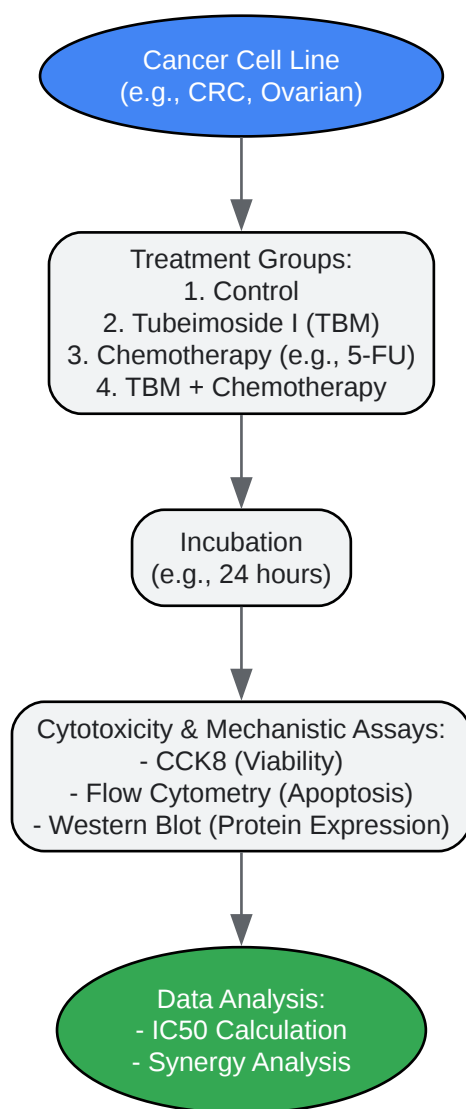 Cancer Cell Line
(e.g., CRC, Ovarian)
Treatment Groups:
1. Control
2. Tubeimoside I (TBM)
3. Chemotherapy (e.g., 5-FU)
4. TBM + Chemotherapy
Incubation
(e.g., 24 hours)
Cytotoxicity & Mechanistic Assays:
- CCK8 (Viability)
- Flow Cytometry (Apoptosis)
- Western Blot (Protein Expression)
Data Analysis:
- IC50 Calculation
- Synergy Analysis